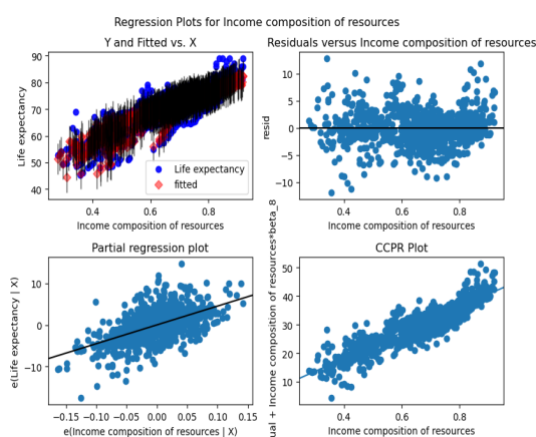 Regression Plots for Income composition of resources
Y and Fitted vs. X
90
80
70
60
50
40
Life expectancy
Life expectancy
fitted
0.4
0.6
0.8
Income composition of resources
Residuals versus Income composition of resources
10
5
0
−5
−10
resid
0.4
0.6
0.8
Income composition of resources
Partial regression plot
10
0
−10
e(Life expectancy | X)
−0.15
−0.10
−0.05
0.00
0.05
0.10
0.15
e(Income composition of resources | X)
CCPR Plot
50
40
30
20
10
ual + Income composition of resources*beta_8
0.4
0.6
0.8
Income composition of resources